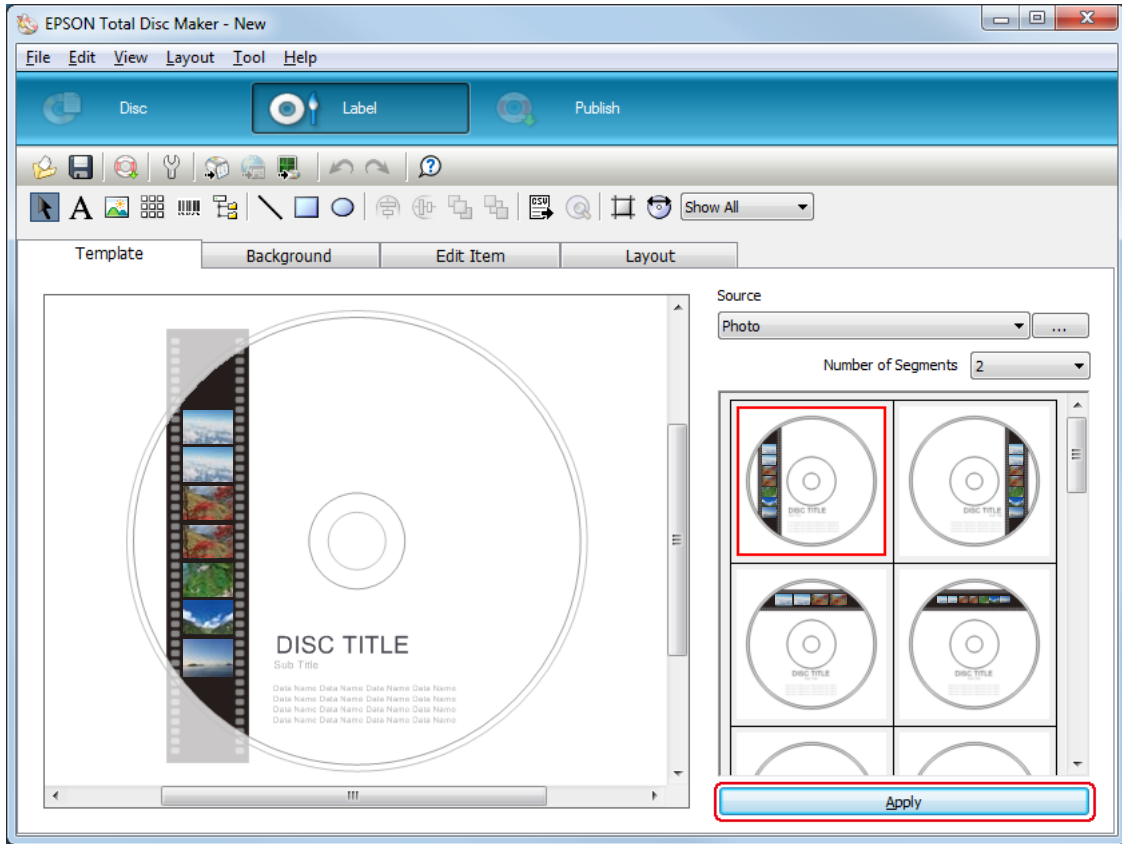 EPSON Total Disc Maker - New
File Edit View Layout Tool Help
Disc Label Publish
A CSV Show All
Template Background Edit Item Layout
Source
Photo ...
Number of Segments 2
DISC TITLE
Sub Title
Data Name Data Name Data Name Data Name
Data Name Data Name Data Name Data Name
Data Name Data Name Data Name Data Name
Data Name Data Name Data Name Data Name
DISC TITLE DISC TITLE
DISC TITLE DISC TITLE
Apply